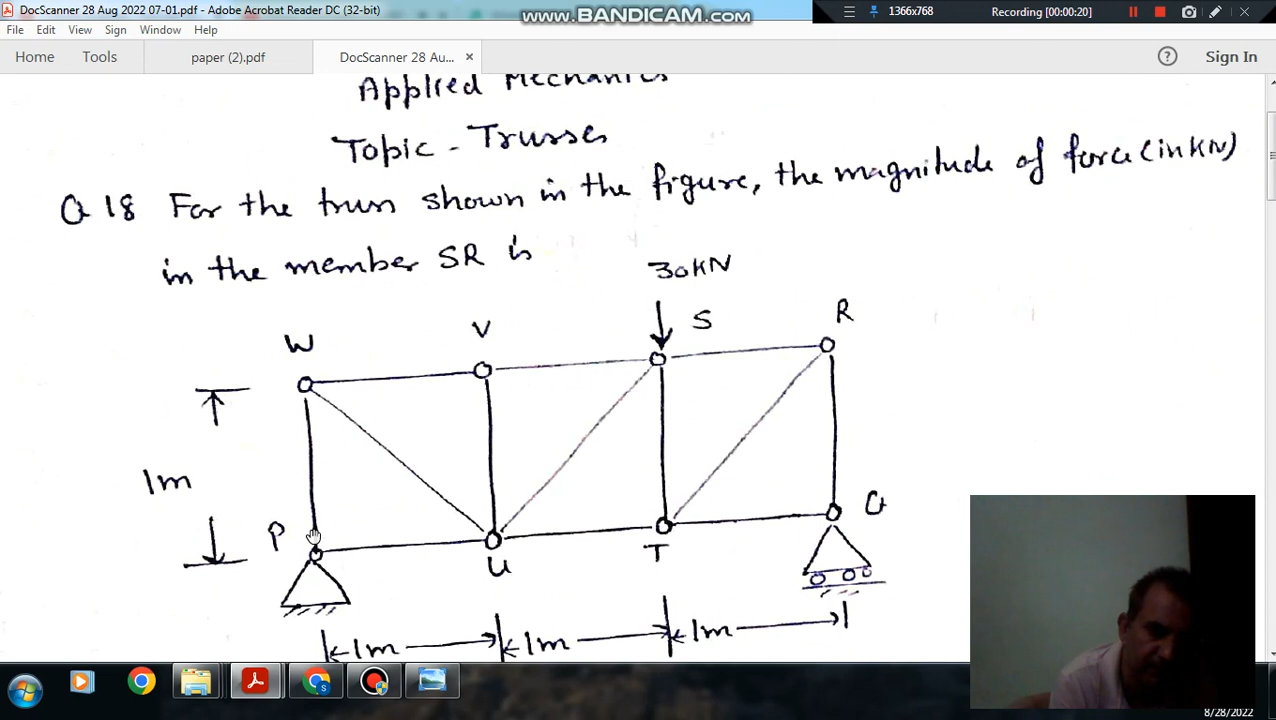 DocScanner 28 Aug 2022 07-01.pdf - Adobe Acrobat Reader DC (32-bit)
www.BANDICAM.com
1366x768
Recording [00:00:20]
File Edit View Sign Window Help
Home Tools paper (2).pdf DocScanner 28 Au... × ? Sign In
Applied Mechanics
Topic - Trusses
Q 18 For the truss shown in the figure, the magnitude of force (in KN)
in the member SR is
30KN
W V S R
1m
P U T Q
1m 1m 1m
8/28/2022